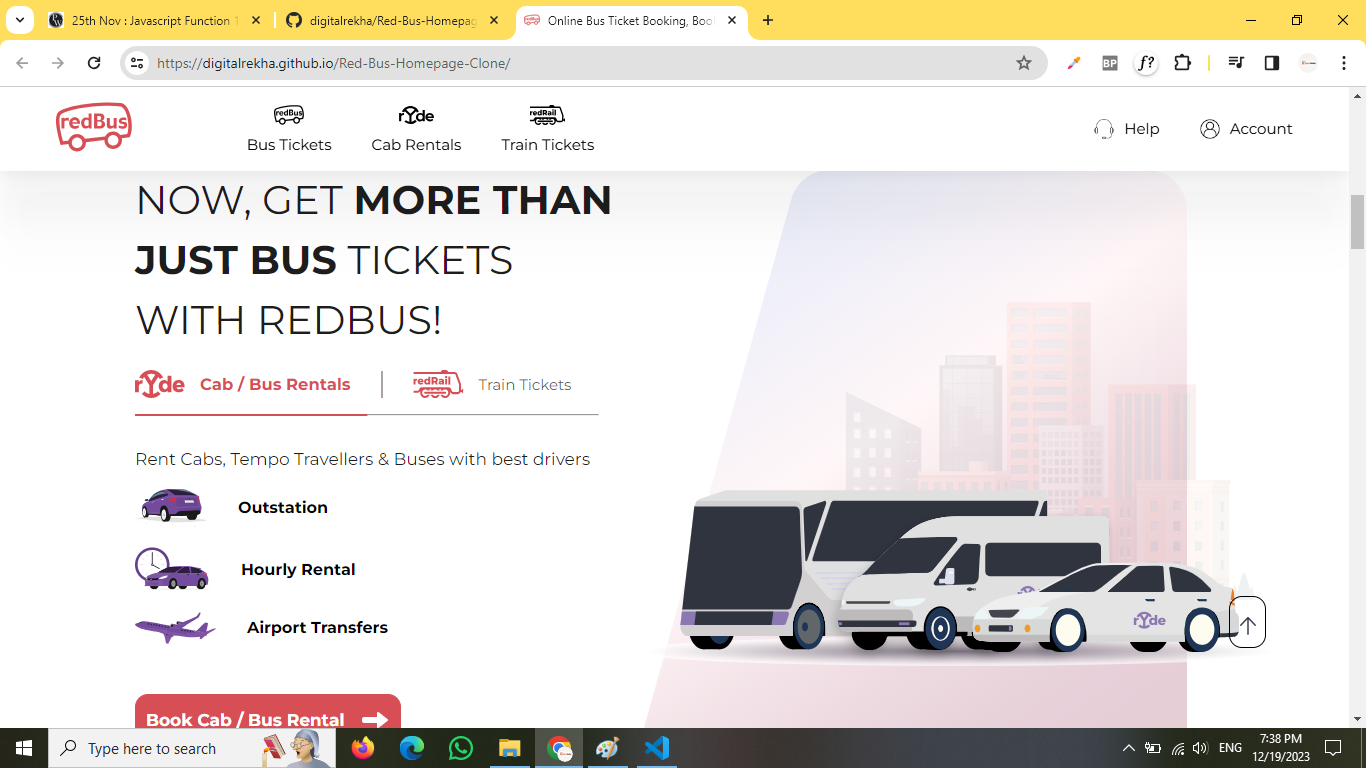 25th Nov : Javascript Function 1
digitalrekha/Red-Bus-Homepag
Online Bus Ticket Booking, Book
https://digitalrekha.github.io/Red-Bus-Homepage-Clone/
BP
f?
redBus
redBus
Bus Tickets
ryde
Cab Rentals
redRail
Train Tickets
Help
Account
NOW, GET MORE THAN
JUST BUS TICKETS
WITH REDBUS!
ryde Cab / Bus Rentals
redRail Train Tickets
Rent Cabs, Tempo Travellers & Buses with best drivers
Outstation
Hourly Rental
Airport Transfers
ryde
Book Cab / Bus Rental
Type here to search
ENG
7:38 PM
12/19/2023